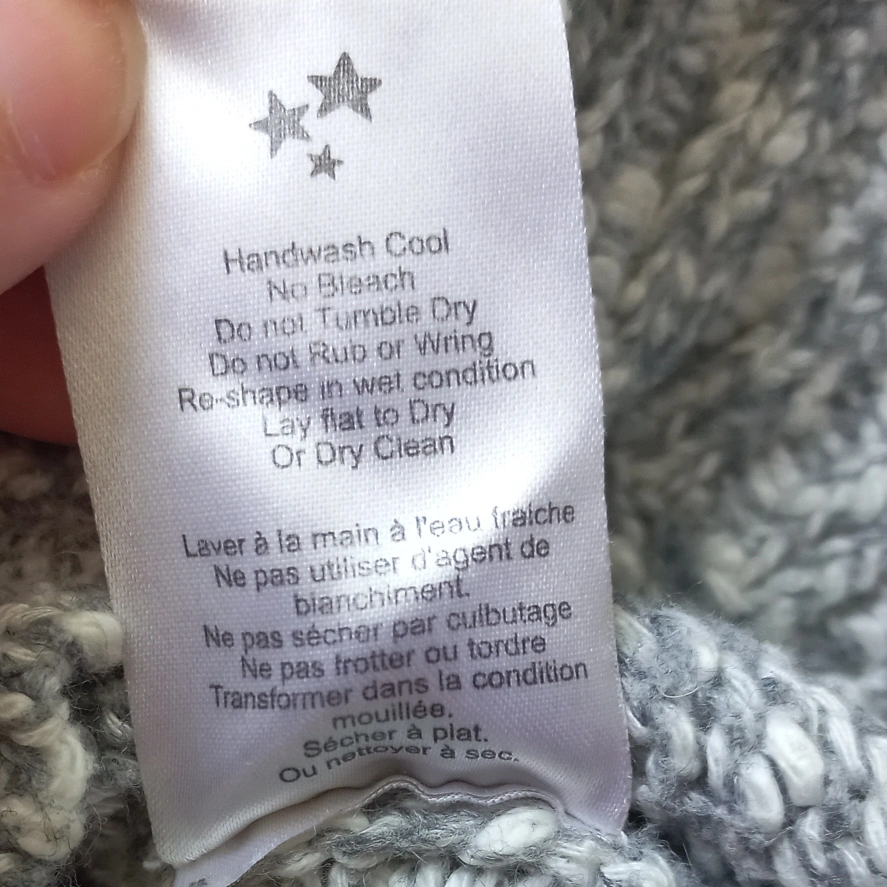 Handwash Cool
No Bleach
Do not Tumble Dry
Do not Rub or Wring
Re-shape in wet condition
Lay flat to Dry
Or Dry Clean
Laver à la main à l'eau fraîche
Ne pas utiliser d'agent de
blanchiment.
Ne pas sécher par culbutage
Ne pas frotter ou tordre
Transformer dans la condition
mouillée.
Sécher à plat.
Ou nettoyer à sec.